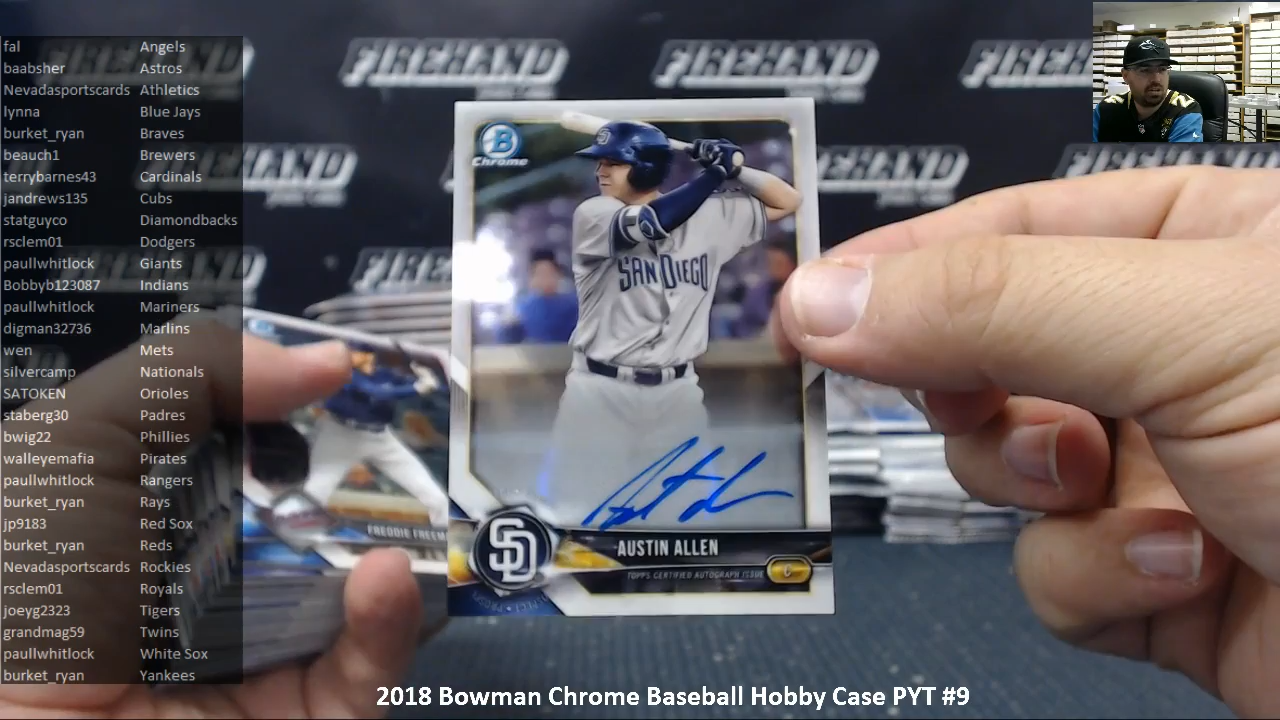 fal Angels
baabsher Astros
Nevadasportscards Athletics
lynna Blue Jays
burket_ryan Braves
beauch1 Brewers
terrybarnes43 Cardinals
jandrews135 Cubs
statguyco Diamondbacks
rsclem01 Dodgers
paullwhitlock Giants
Bobbyb123087 Indians
paullwhitlock Mariners
digman32736 Marlins
wen Mets
silvercamp Nationals
SATOKEN Orioles
staberg30 Padres
bwig22 Phillies
walleyemafia Pirates
paullwhitlock Rangers
burket_ryan Rays
jp9183 Red Sox
burket_ryan Reds
Nevadasportscards Rockies
rsclem01 Royals
joeyg2323 Tigers
grandmag59 Twins
paullwhitlock White Sox
burket_ryan Yankees
FIREHAND
FIREHAND
FIREHAND
FIREHAND
B
Chrome
SAN DIEGO
SD
AUSTIN ALLEN
TOPPS CERTIFIED AUTOGRAPH ISSUE
C
FREDDIE
2018 Bowman Chrome Baseball Hobby Case PYT #9